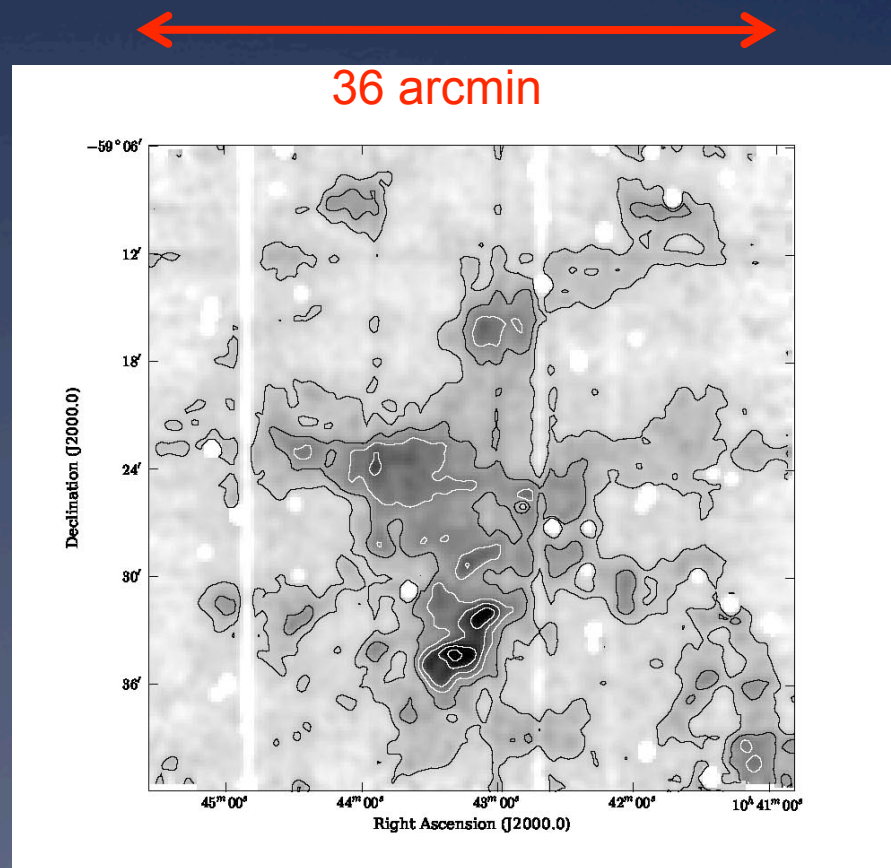 36 arcmin
−59° 06′
12′
18′
24′
30′
36′
Declination (J2000.0)
45ᵐ 00ˢ
44ᵐ 00ˢ
43ᵐ 00ˢ
42ᵐ 00ˢ
10ʰ 41ᵐ 00ˢ
Right Ascension (J2000.0)